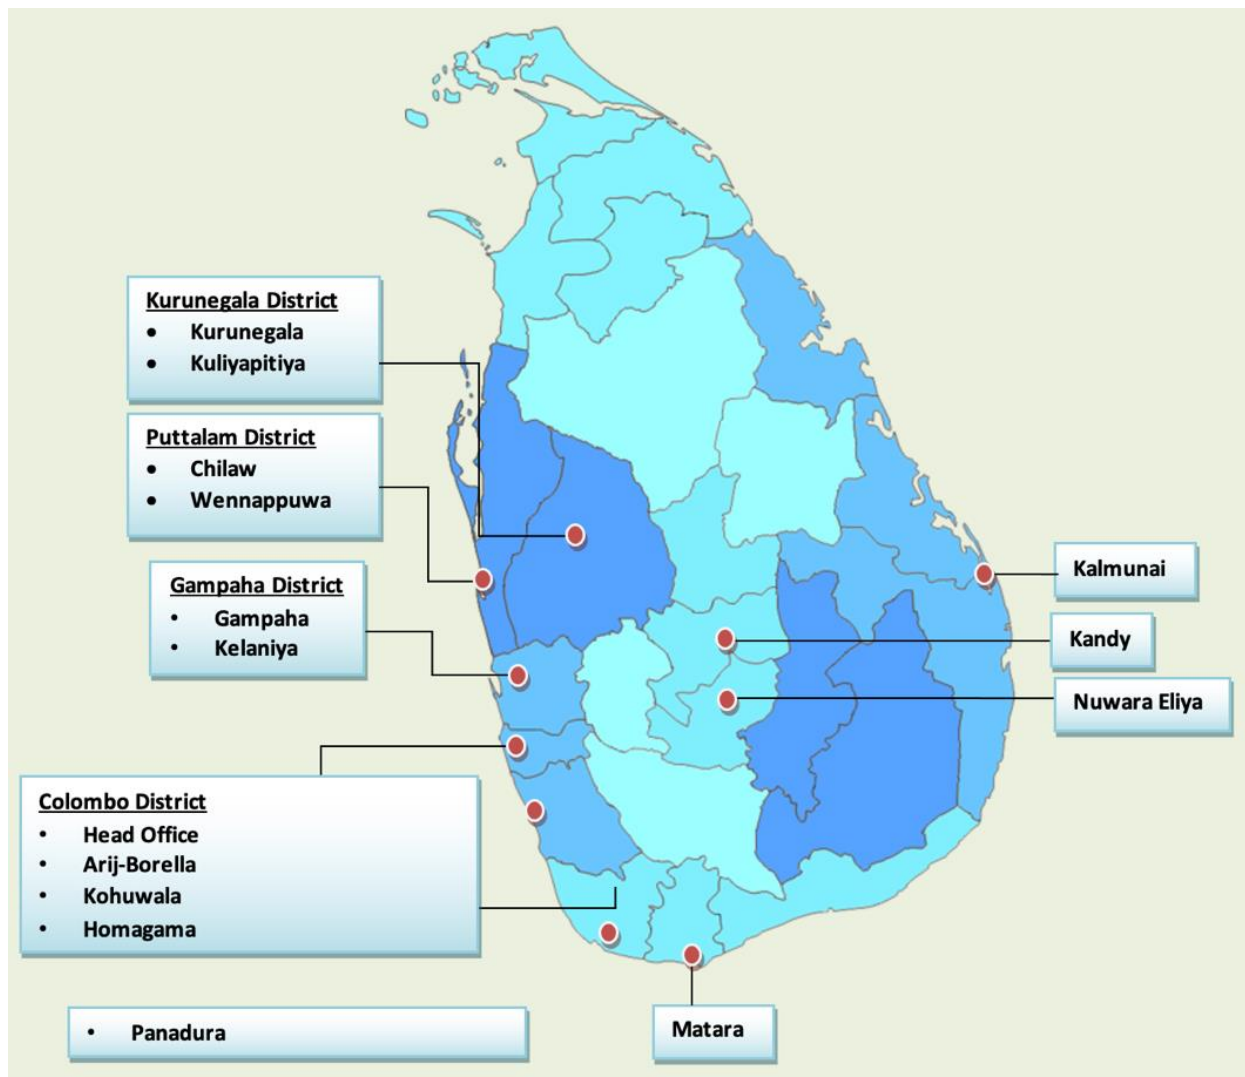 Kurunegala District
• Kurunegala
• Kuliyapitiya
Puttalam District
• Chilaw
• Wennappuwa
Gampaha District
• Gampaha
• Kelaniya
Colombo District
• Head Office
• Arij-Borella
• Kohuwala
• Homagama
• Panadura
Kalmunai
Kandy
Nuwara Eliya
Matara